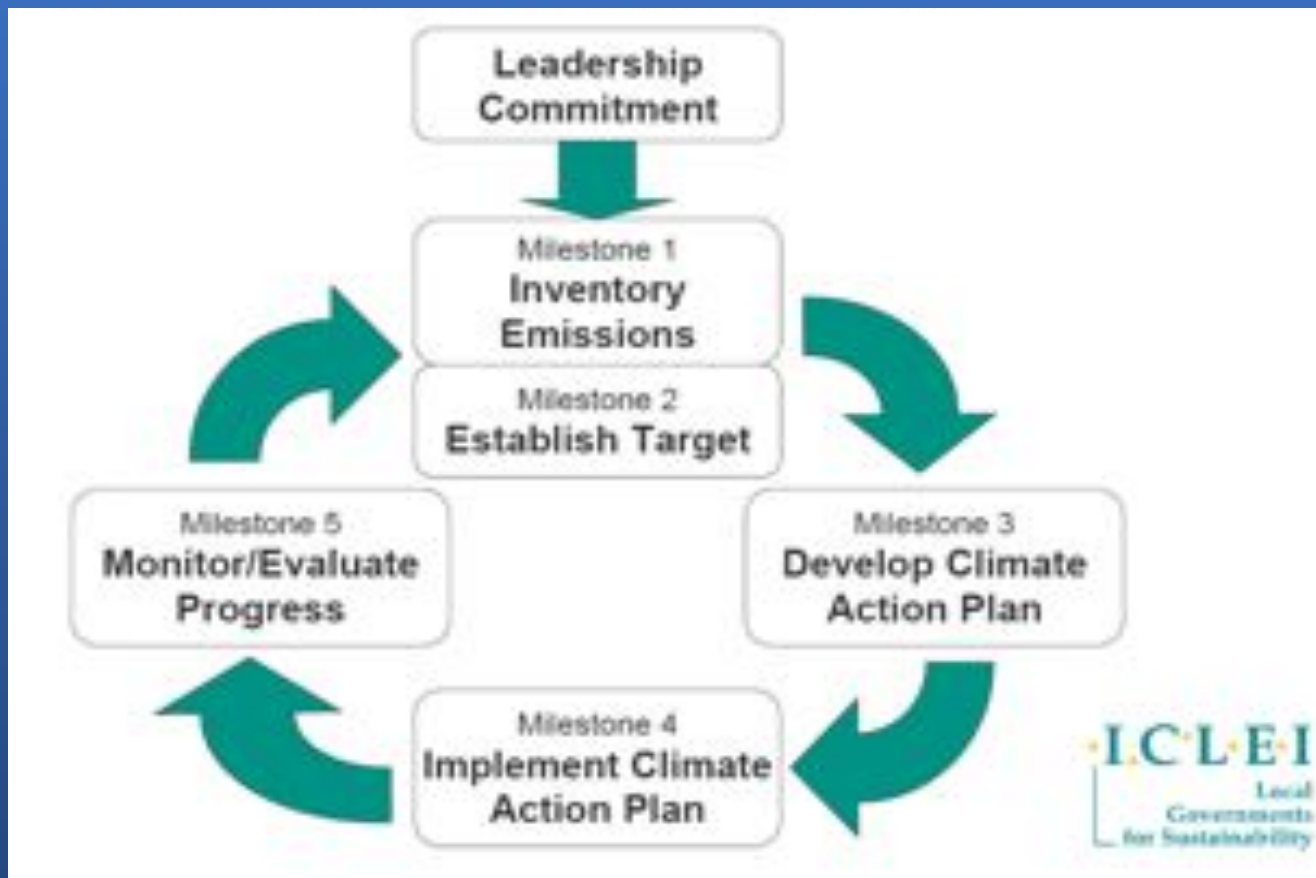 Leadership
Commitment
Milestone 1
Inventory
Emissions
Milestone 2
Establish Target
Milestone 5
Monitor/Evaluate
Progress
Milestone 3
Develop Climate
Action Plan
Milestone 4
Implement Climate
Action Plan
I·C·L·E·I
Local
Governments
for Sustainability